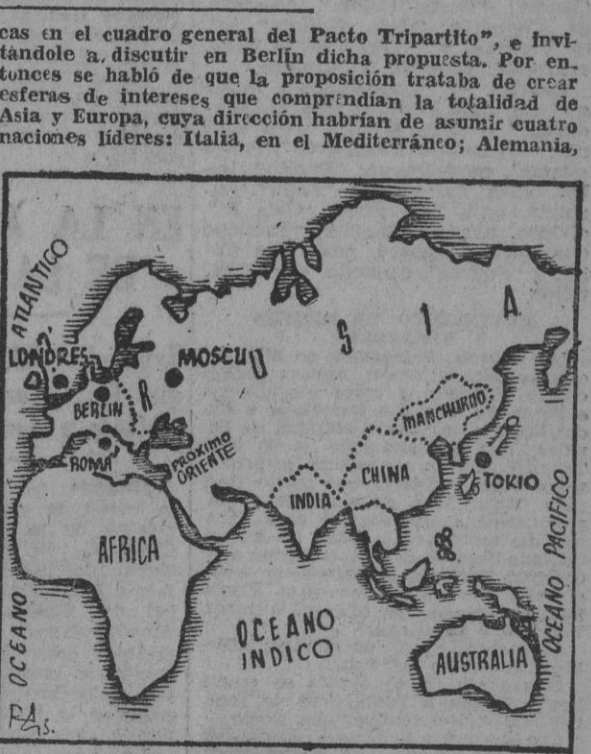 cas en el cuadro general del Pacto Tripartito”, e invi-
tándole a discutir en Berlín dicha propuesta. Por en-
tonces se habló de que la proposición trataba de crear
esferas de intereses que comprendían la totalidad de
Asia y Europa, cuya dirección habrían de asumir cuatro
naciones líderes: Italia, en el Mediterráneo; Alemania,
ATLANTICO
LONDRES
MOSCU
R U S I A
BERLIN
MANCHUKUO
ROMA
PROXIMO
ORIENTE
CHINA
TOKIO
INDIA
AFRICA
OCEANO PACIFICO
OCEANO
OCEANO
INDICO
AUSTRALIA